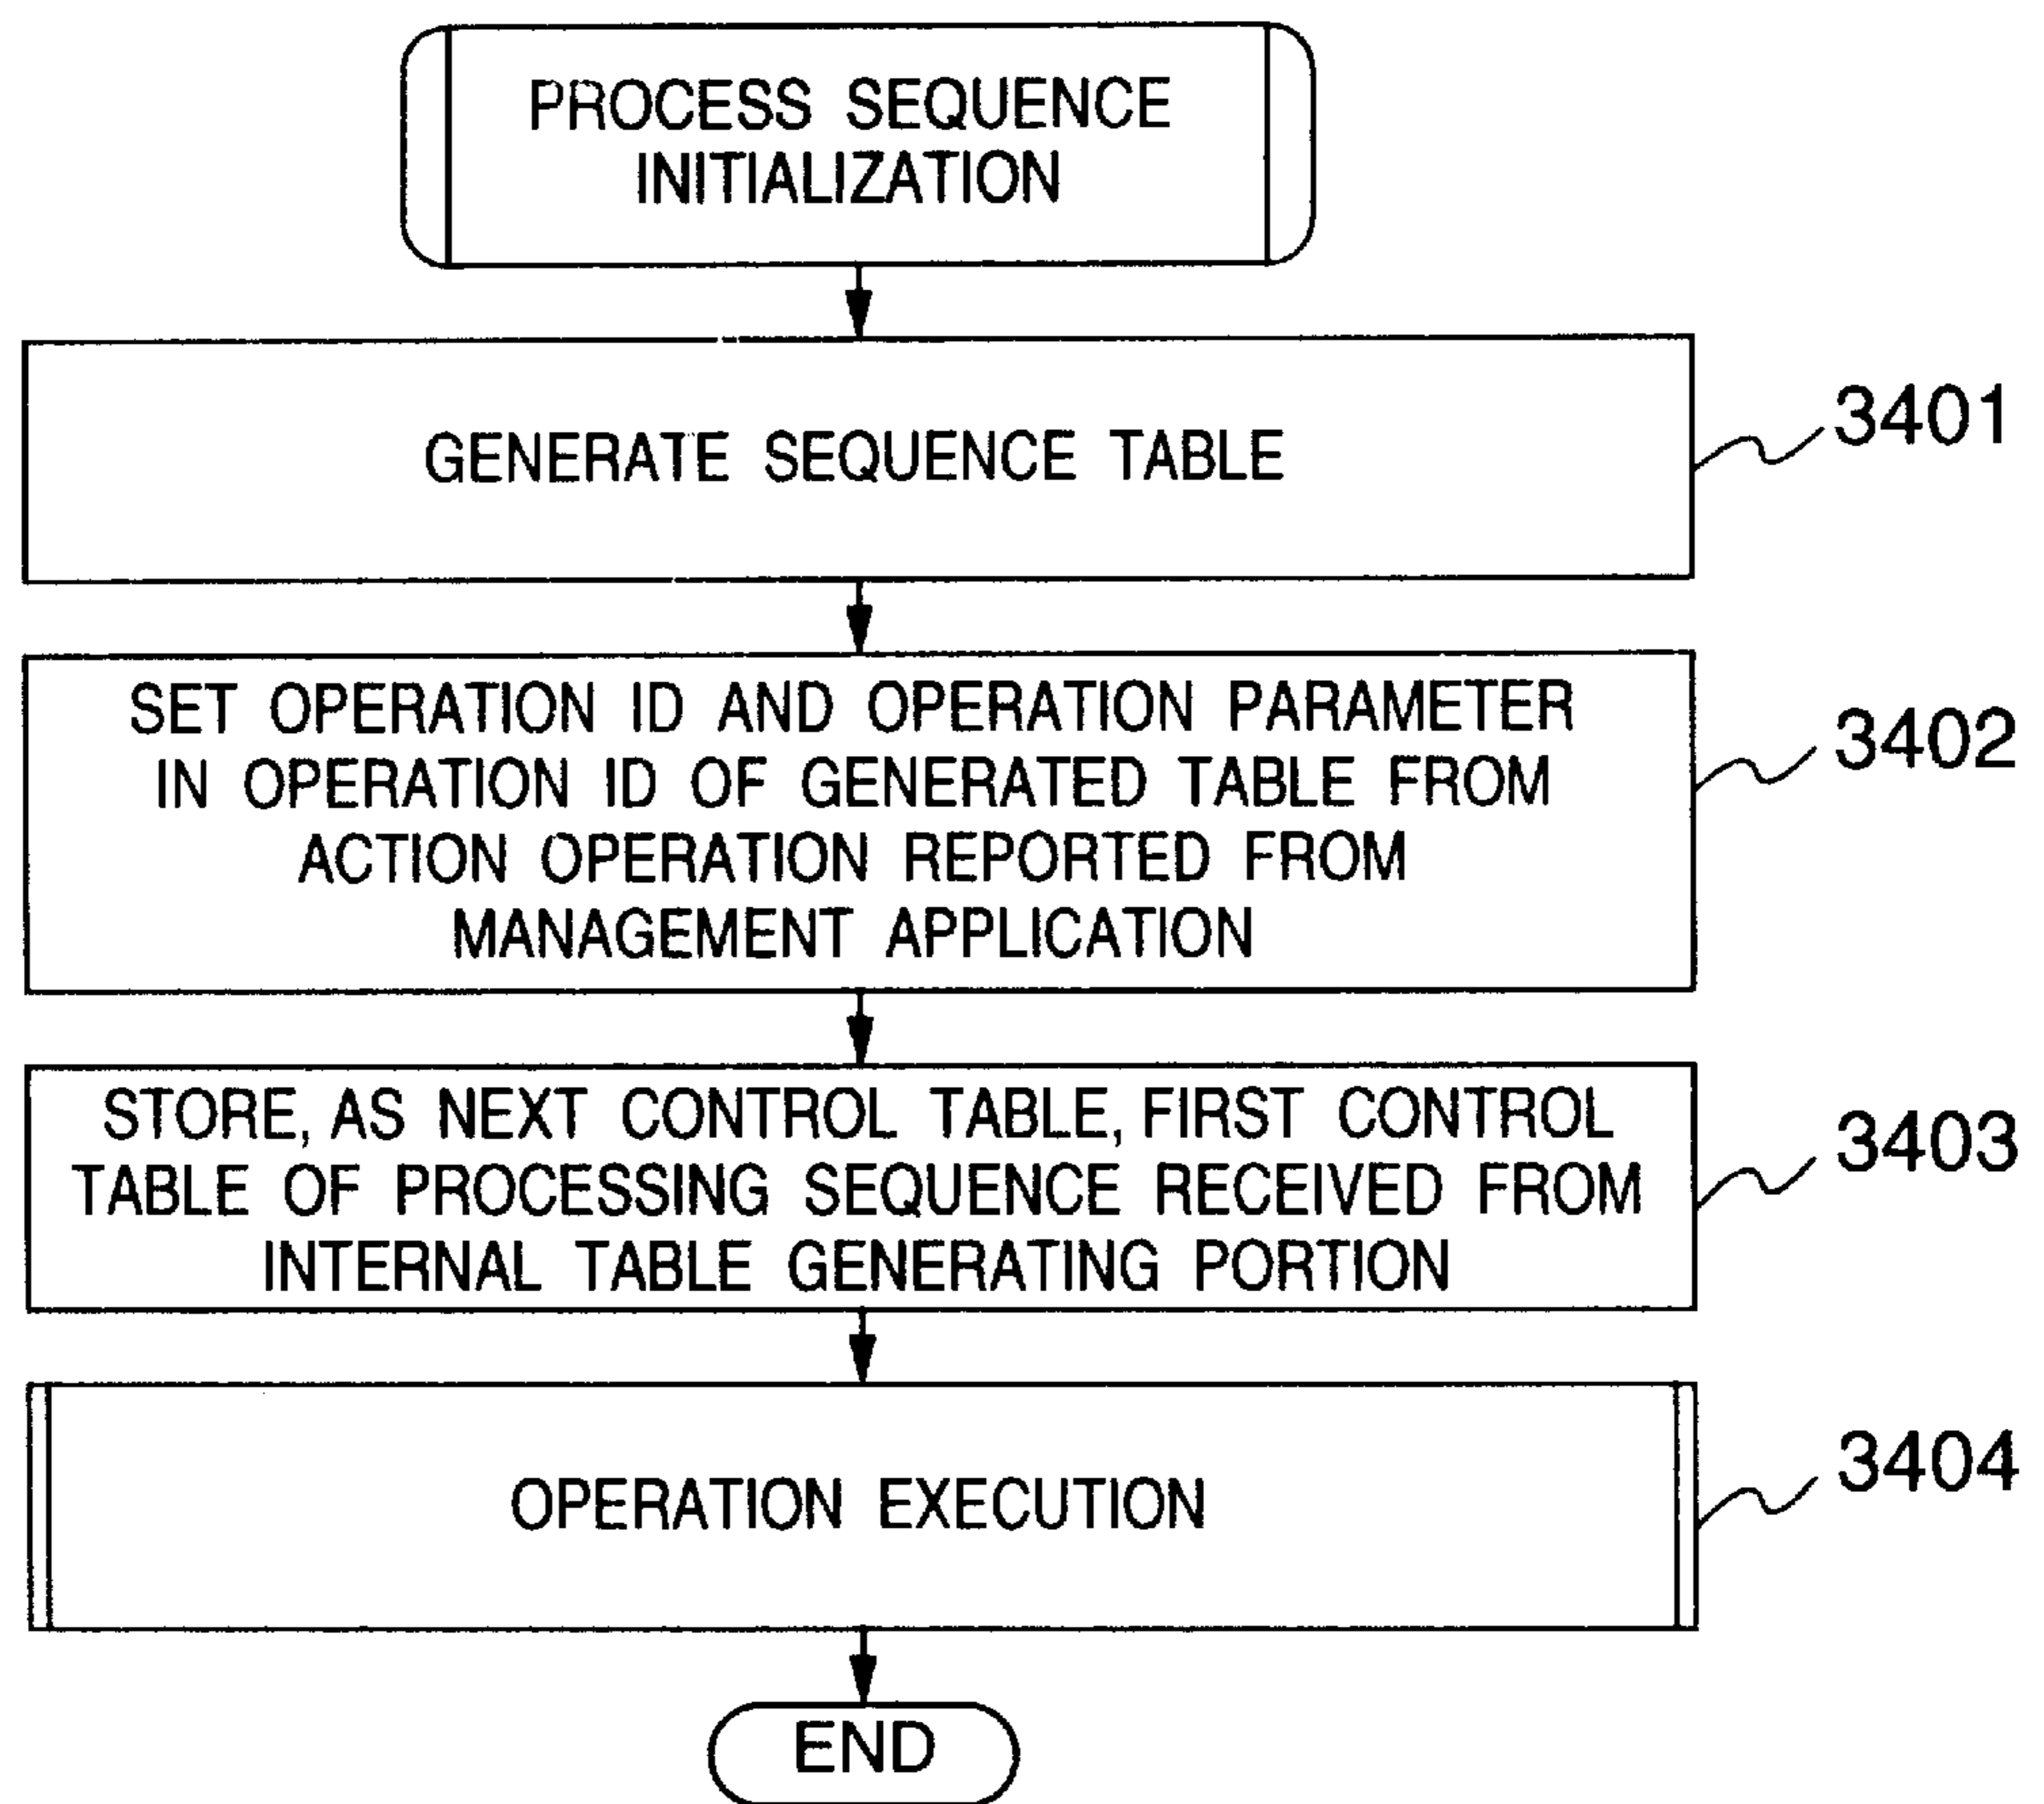 PROCESS SEQUENCE
INITIALIZATION
GENERATE SEQUENCE TABLE
3401
SET OPERATION ID AND OPERATION PARAMETER
IN OPERATION ID OF GENERATED TABLE FROM
ACTION OPERATION REPORTED FROM
MANAGEMENT APPLICATION
3402
STORE, AS NEXT CONTROL TABLE, FIRST CONTROL
TABLE OF PROCESSING SEQUENCE RECEIVED FROM
INTERNAL TABLE GENERATING PORTION
3403
OPERATION EXECUTION
3404
END